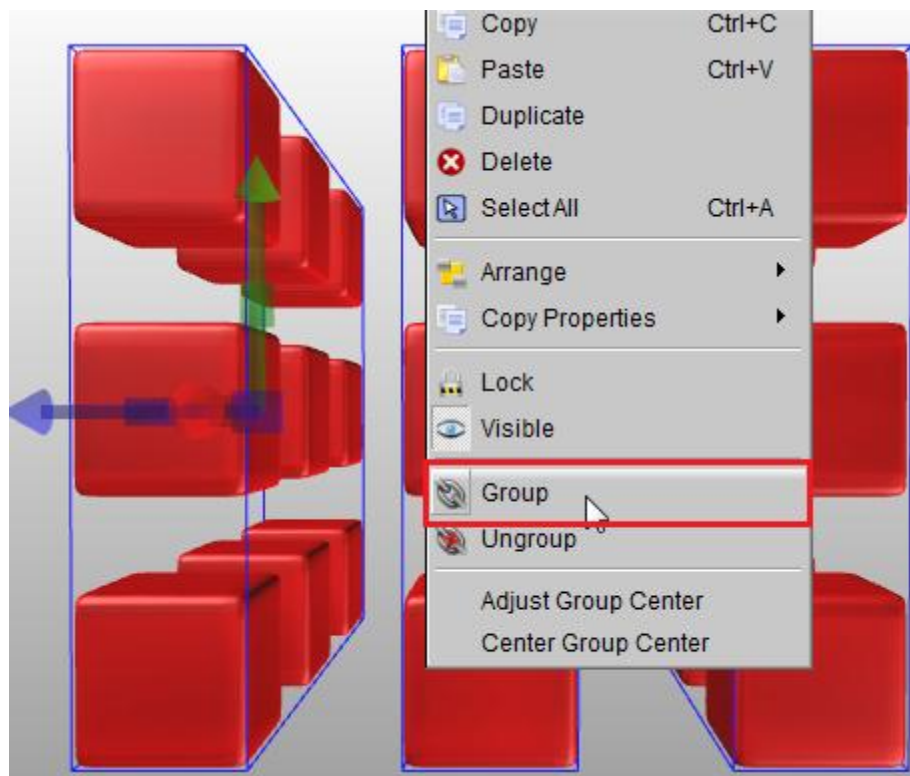 Copy Ctrl+C
Paste Ctrl+V
Duplicate
Delete
Select All Ctrl+A
Arrange
Copy Properties
Lock
Visible
Group
Ungroup
Adjust Group Center
Center Group Center